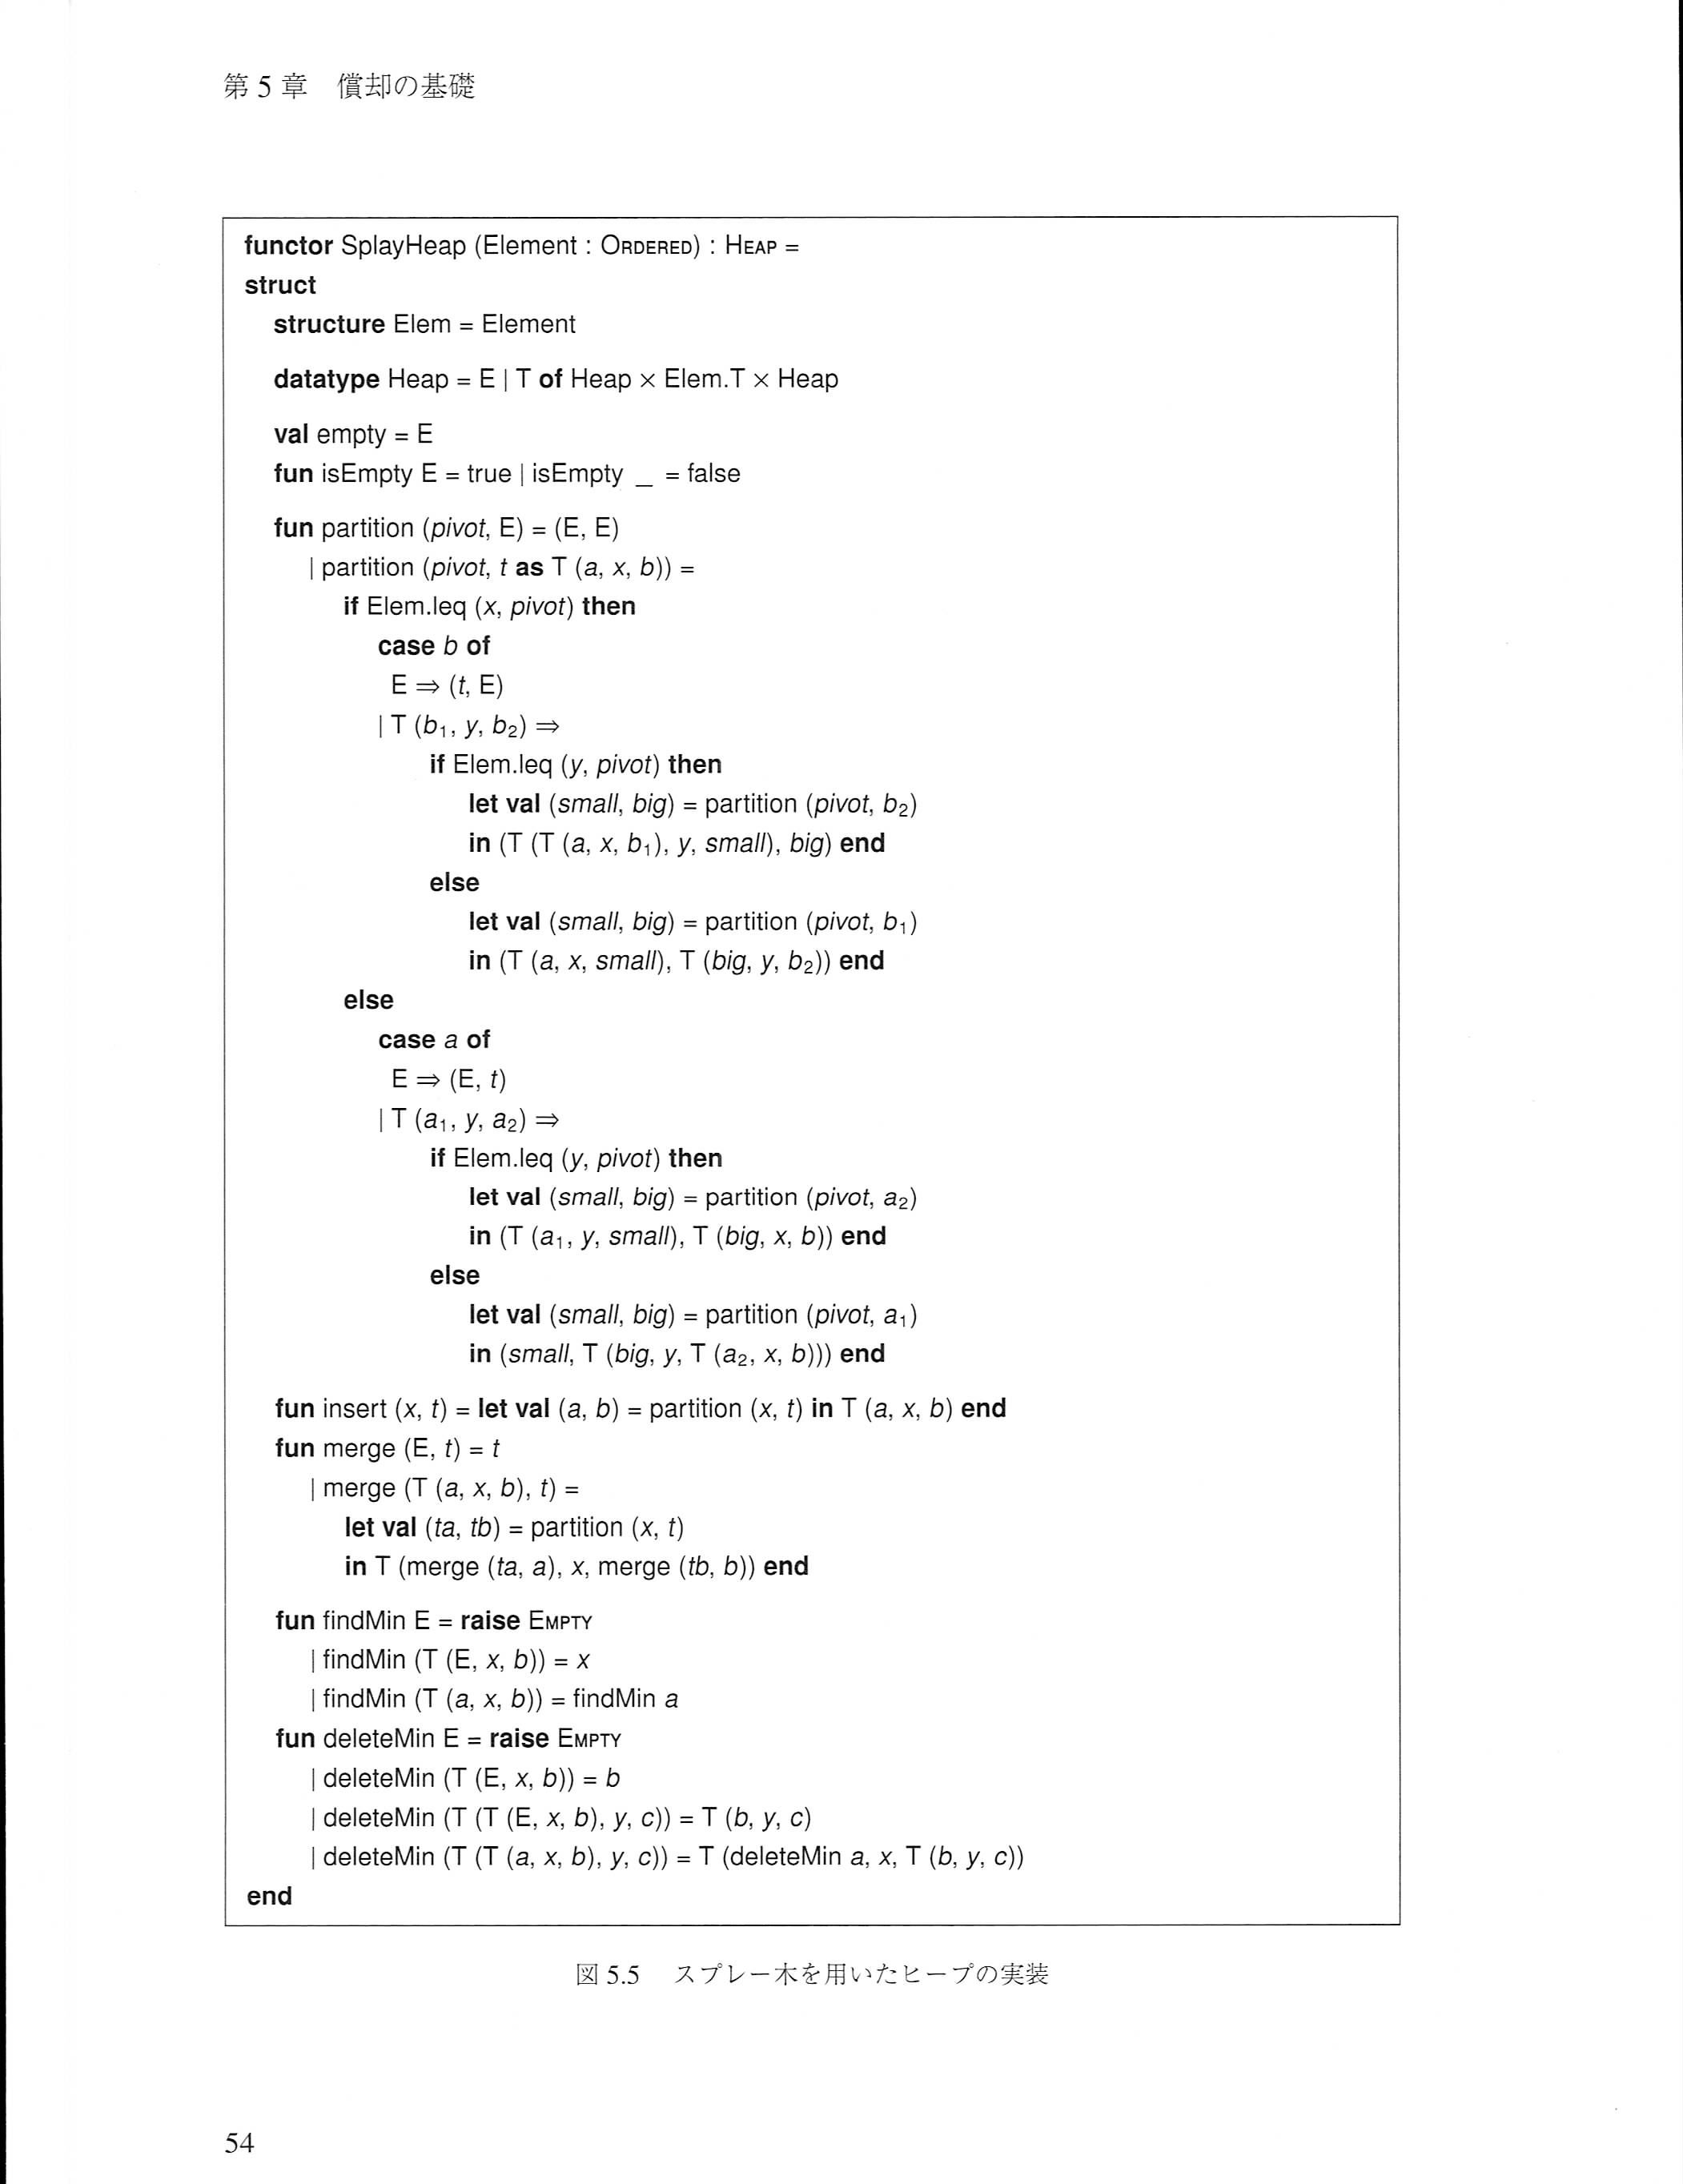 第 5 章　償却の基礎
functor SplayHeap (Element : ORDERED) : HEAP =
struct
structure Elem = Element
datatype Heap = E | T of Heap × Elem.T × Heap
val empty = E
fun isEmpty E = true | isEmpty _ = false
fun partition (pivot, E) = (E, E)
| partition (pivot, t as T (a, x, b)) =
if Elem.leq (x, pivot) then
case b of
E ⇒ (t, E)
| T (b₁, y, b₂) ⇒
if Elem.leq (y, pivot) then
let val (small, big) = partition (pivot, b₂)
in (T (T (a, x, b₁), y, small), big) end
else
let val (small, big) = partition (pivot, b₁)
in (T (a, x, small), T (big, y, b₂)) end
else
case a of
E ⇒ (E, t)
| T (a₁, y, a₂) ⇒
if Elem.leq (y, pivot) then
let val (small, big) = partition (pivot, a₂)
in (T (a₁, y, small), T (big, x, b)) end
else
let val (small, big) = partition (pivot, a₁)
in (small, T (big, y, T (a₂, x, b))) end
fun insert (x, t) = let val (a, b) = partition (x, t) in T (a, x, b) end
fun merge (E, t) = t
| merge (T (a, x, b), t) =
let val (ta, tb) = partition (x, t)
in T (merge (ta, a), x, merge (tb, b)) end
fun findMin E = raise EMPTY
| findMin (T (E, x, b)) = x
| findMin (T (a, x, b)) = findMin a
fun deleteMin E = raise EMPTY
| deleteMin (T (E, x, b)) = b
| deleteMin (T (T (E, x, b), y, c)) = T (b, y, c)
| deleteMin (T (T (a, x, b), y, c)) = T (deleteMin a, x, T (b, y, c))
end
図 5.5　スプレー木を用いたヒープの実装
54